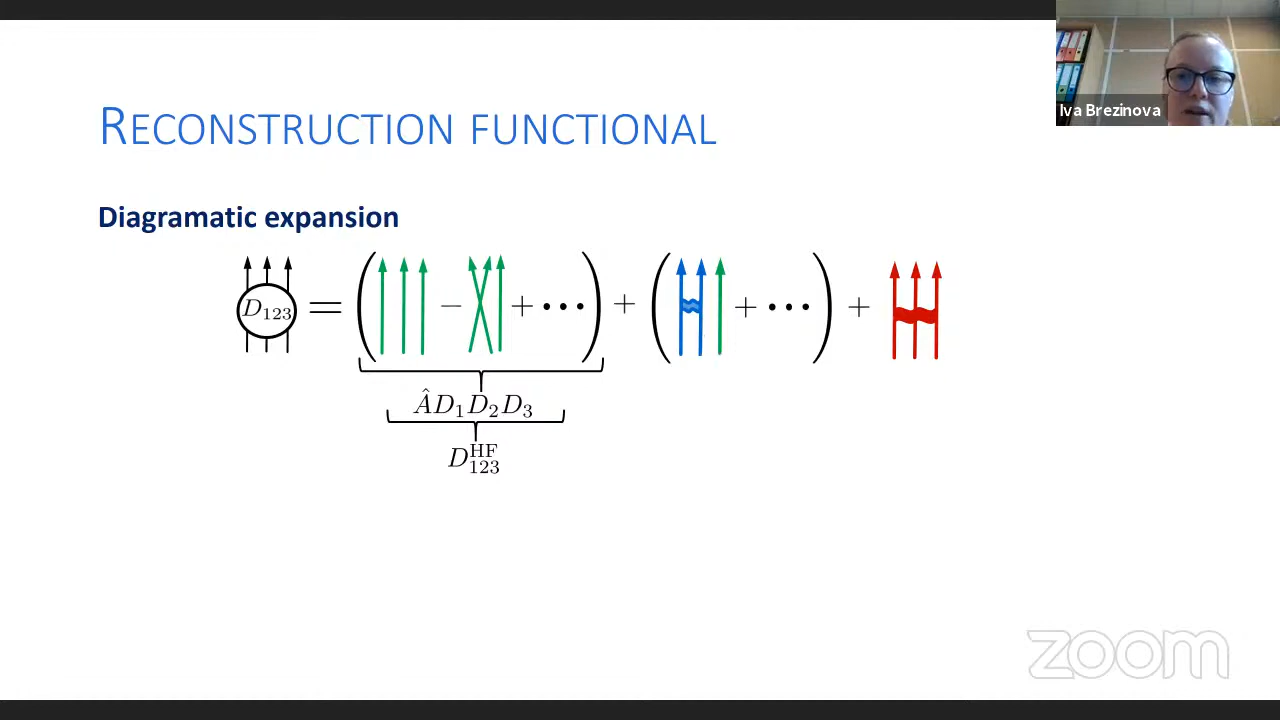 Iva Brezinova
RECONSTRUCTION FUNCTIONAL
Diagramatic expansion
D₁₂₃ = ( − + ··· ) + ( + ··· ) +
ÂD₁D₂D₃
D₁₂₃ᴴᶠ
zoom